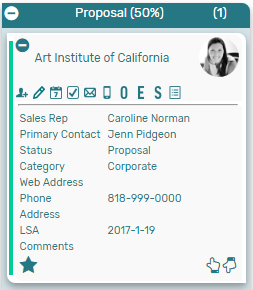 Proposal (50%) (1)
Art Institute of California
7 O E S
Sales Rep Caroline Norman
Primary Contact Jenn Pidgeon
Status Proposal
Category Corporate
Web Address
Phone 818-999-0000
Address
LSA 2017-1-19
Comments